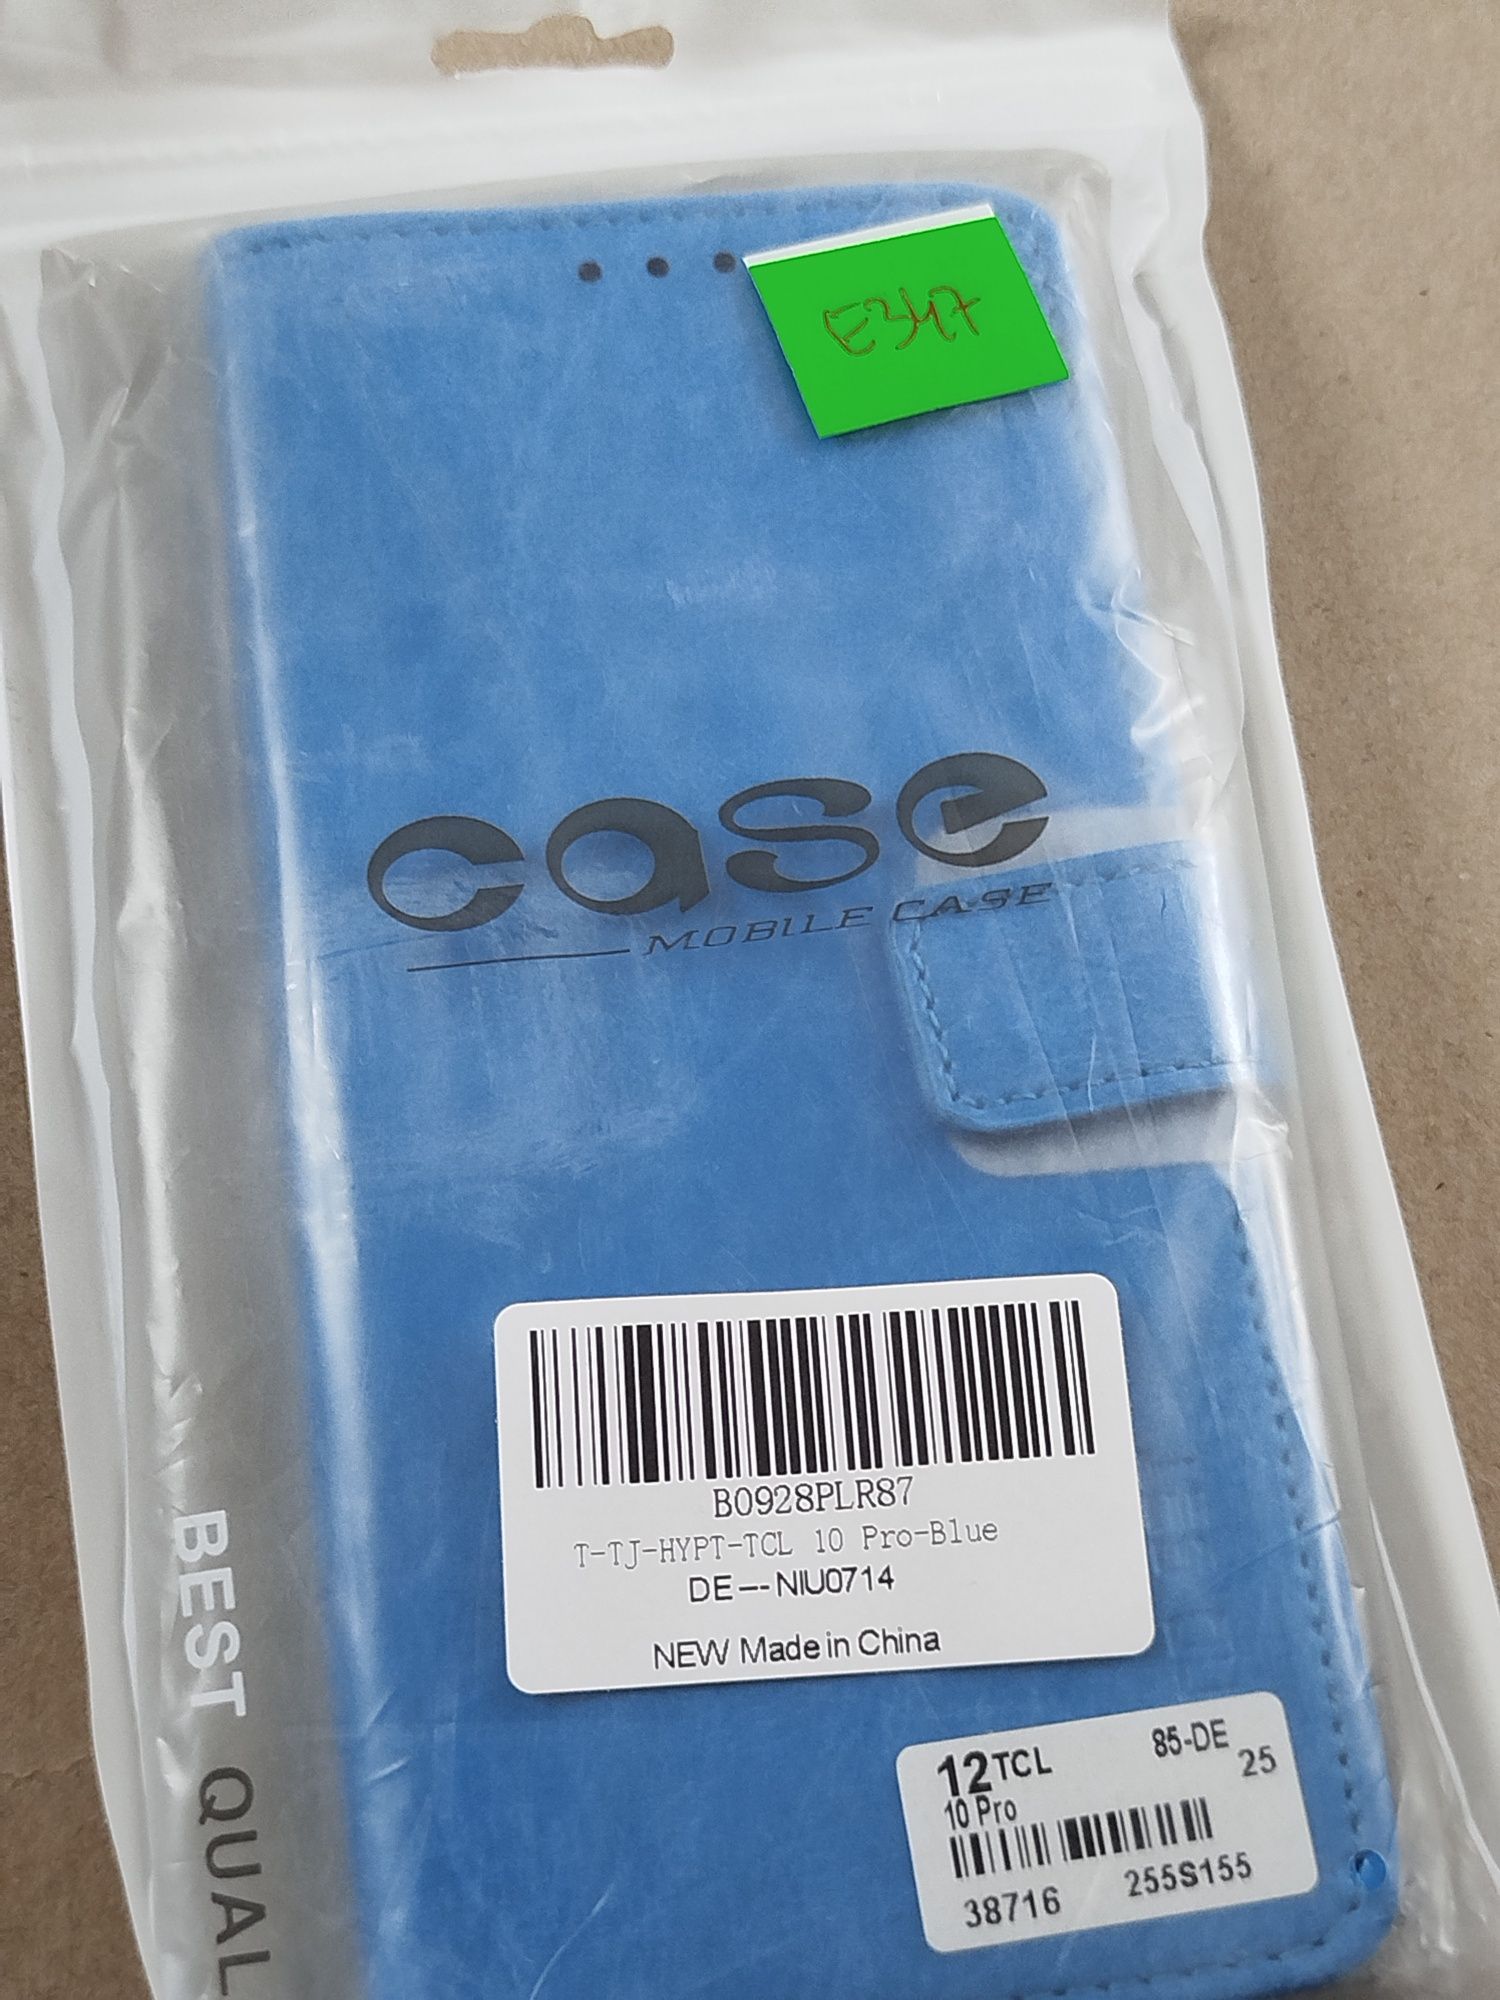 E347
case
MOBILE CASE
B0928PLR87
T-TJ-HYPT-TCL 10 Pro-Blue
DE---NIU0714
NEW Made in China
BEST QUAL
12TCL 85-DE
10 Pro 25
38716 255S155